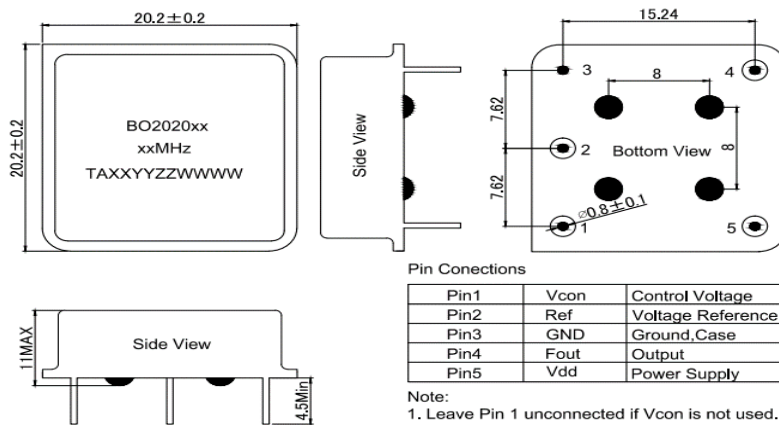 20.2±0.2
20.2±0.2
BO2020xx
xxMHz
TAXXYYZZWWWW
Side View
15.24
3
4
8
7.62
2
Bottom View
8
7.62
⌀0.8±0.1
1
5
11MAX
Side View
4.5Min
Pin Conections
Pin1 Vcon Control Voltage
Pin2 Ref Voltage Reference
Pin3 GND Ground,Case
Pin4 Fout Output
Pin5 Vdd Power Supply
Note:
1. Leave Pin 1 unconnected if Vcon is not used.